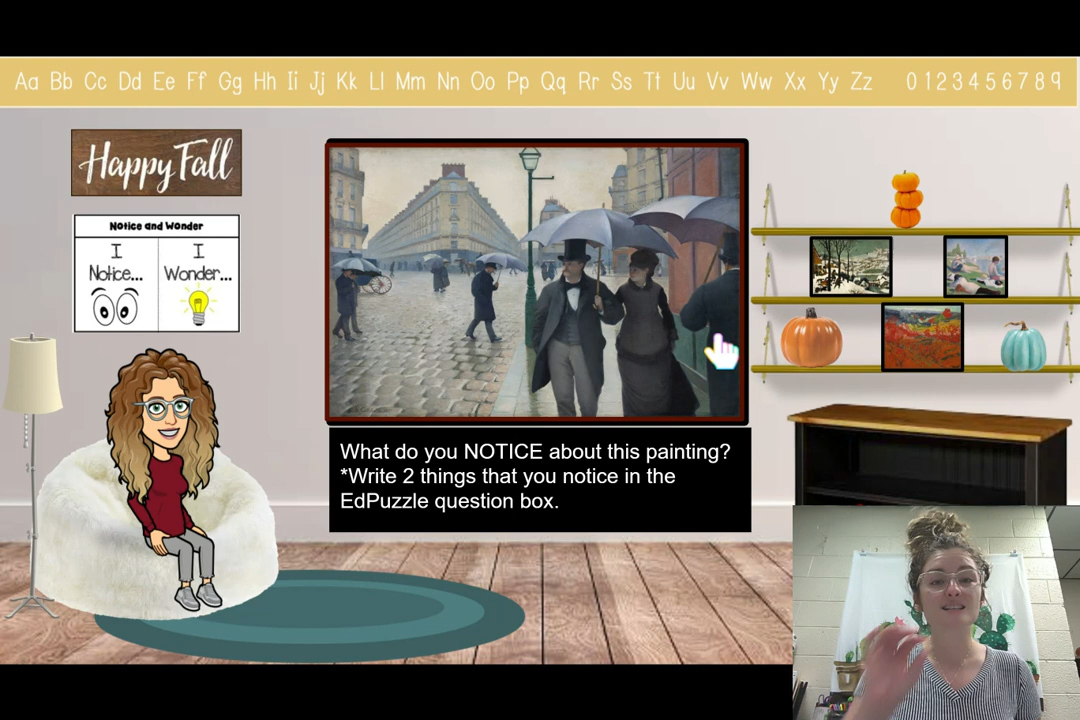 Aa Bb Cc Dd Ee Ff Gg Hh Ii Jj Kk Ll Mm Nn Oo Pp Qq Rr Ss Tt Uu Vv Ww Xx Yy Zz 0 1 2 3 4 5 6 7 8 9
Happy Fall
Notice and Wonder
I
Notice...
I
Wonder...
What do you NOTICE about this painting?
*Write 2 things that you notice in the
EdPuzzle question box.